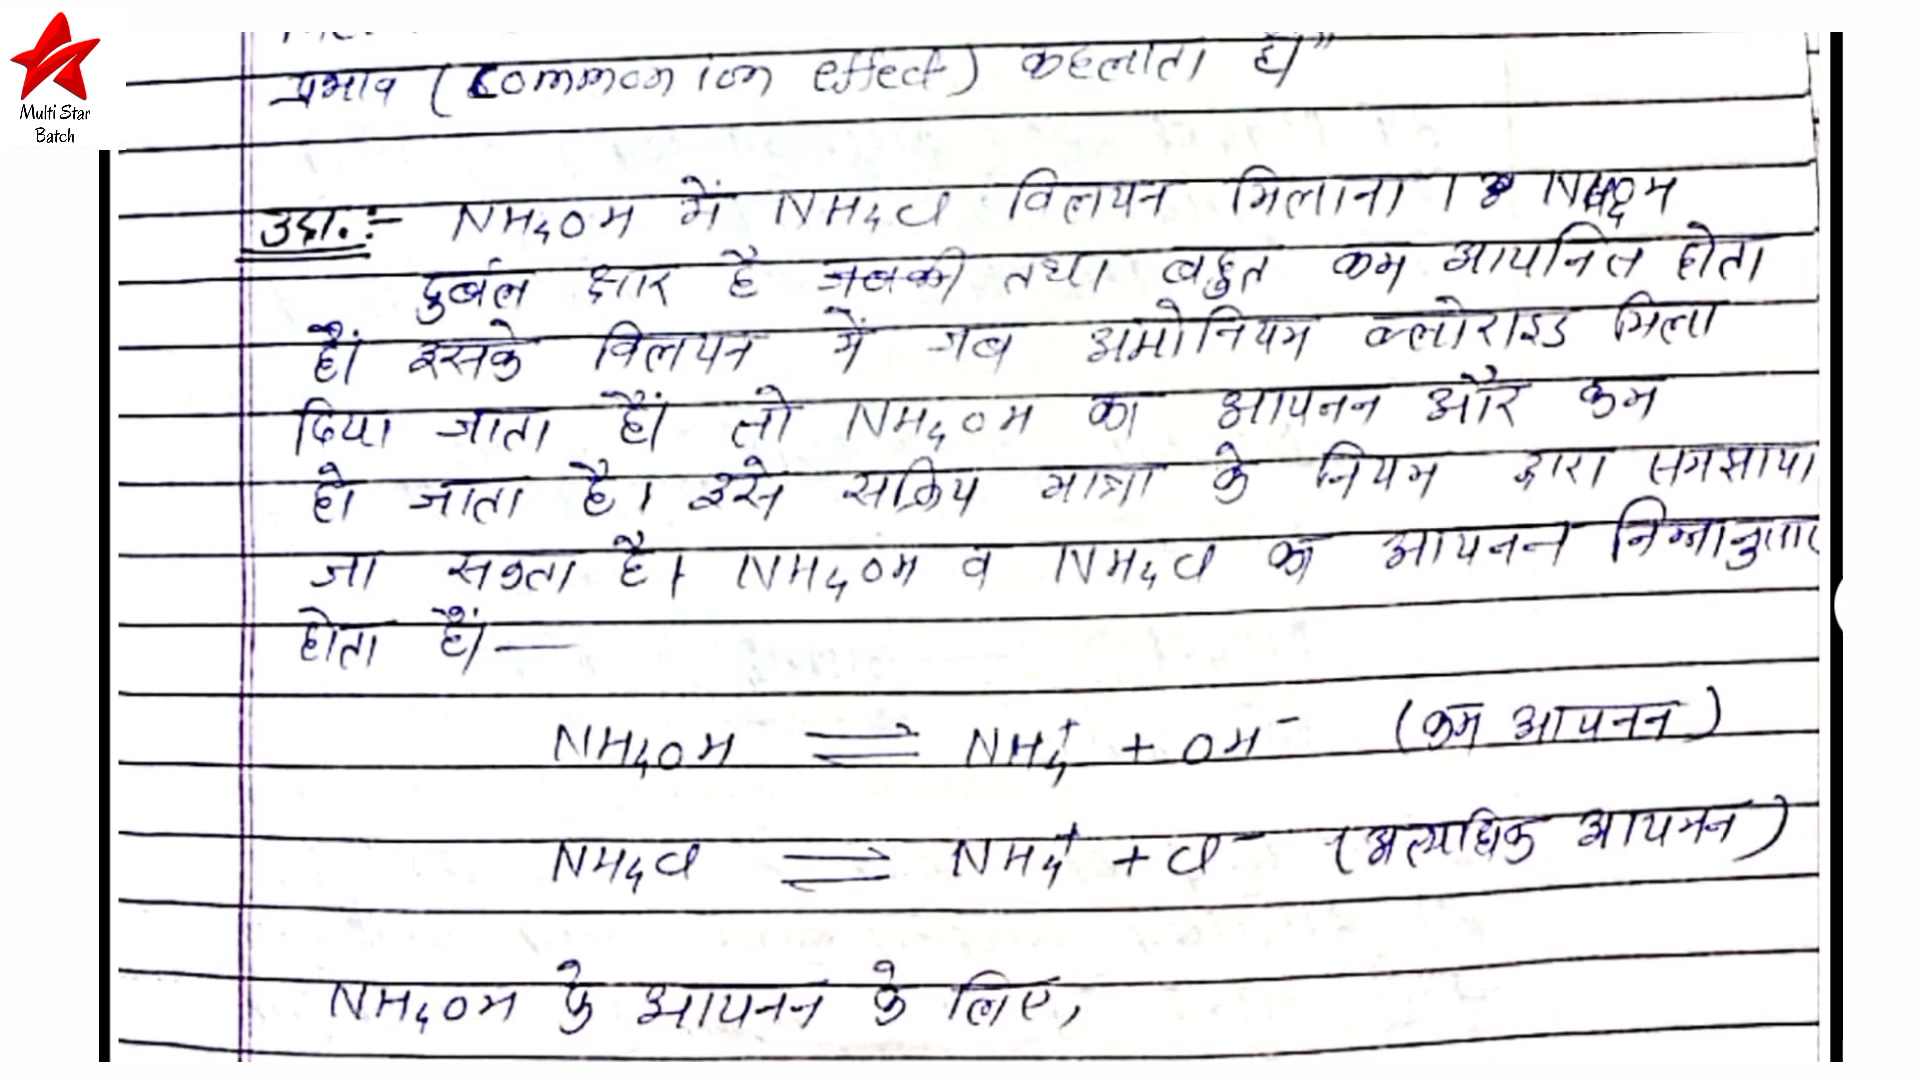 Multi Star
Batch
प्रभाव (Common ion effect) कहलाता है।"
उदा.:- NH₄OH में NH₄Cl विलयन मिलाना। NH₄OH
दुर्बल क्षार है जबकी तथा बहुत कम आयनित होता
हैं। इसके विलयन में जब अमोनियम क्लोराइड मिला
दिया जाता हैं। तो NH₄OH का आयनन और कम
हो जाता है। इसे सक्रिय मात्रा के नियम द्वारा समझाया
जा सकता है। NH₄OH व NH₄Cl का आयनन निम्नानुसार
होता हैं।—
NH₄OH ⇌ NH₄⁺ + OH⁻ (कम आयनन)
NH₄Cl ⇌ NH₄⁺ + Cl⁻ (अत्याधिक आयनन)
NH₄OH के आयनन के लिए,